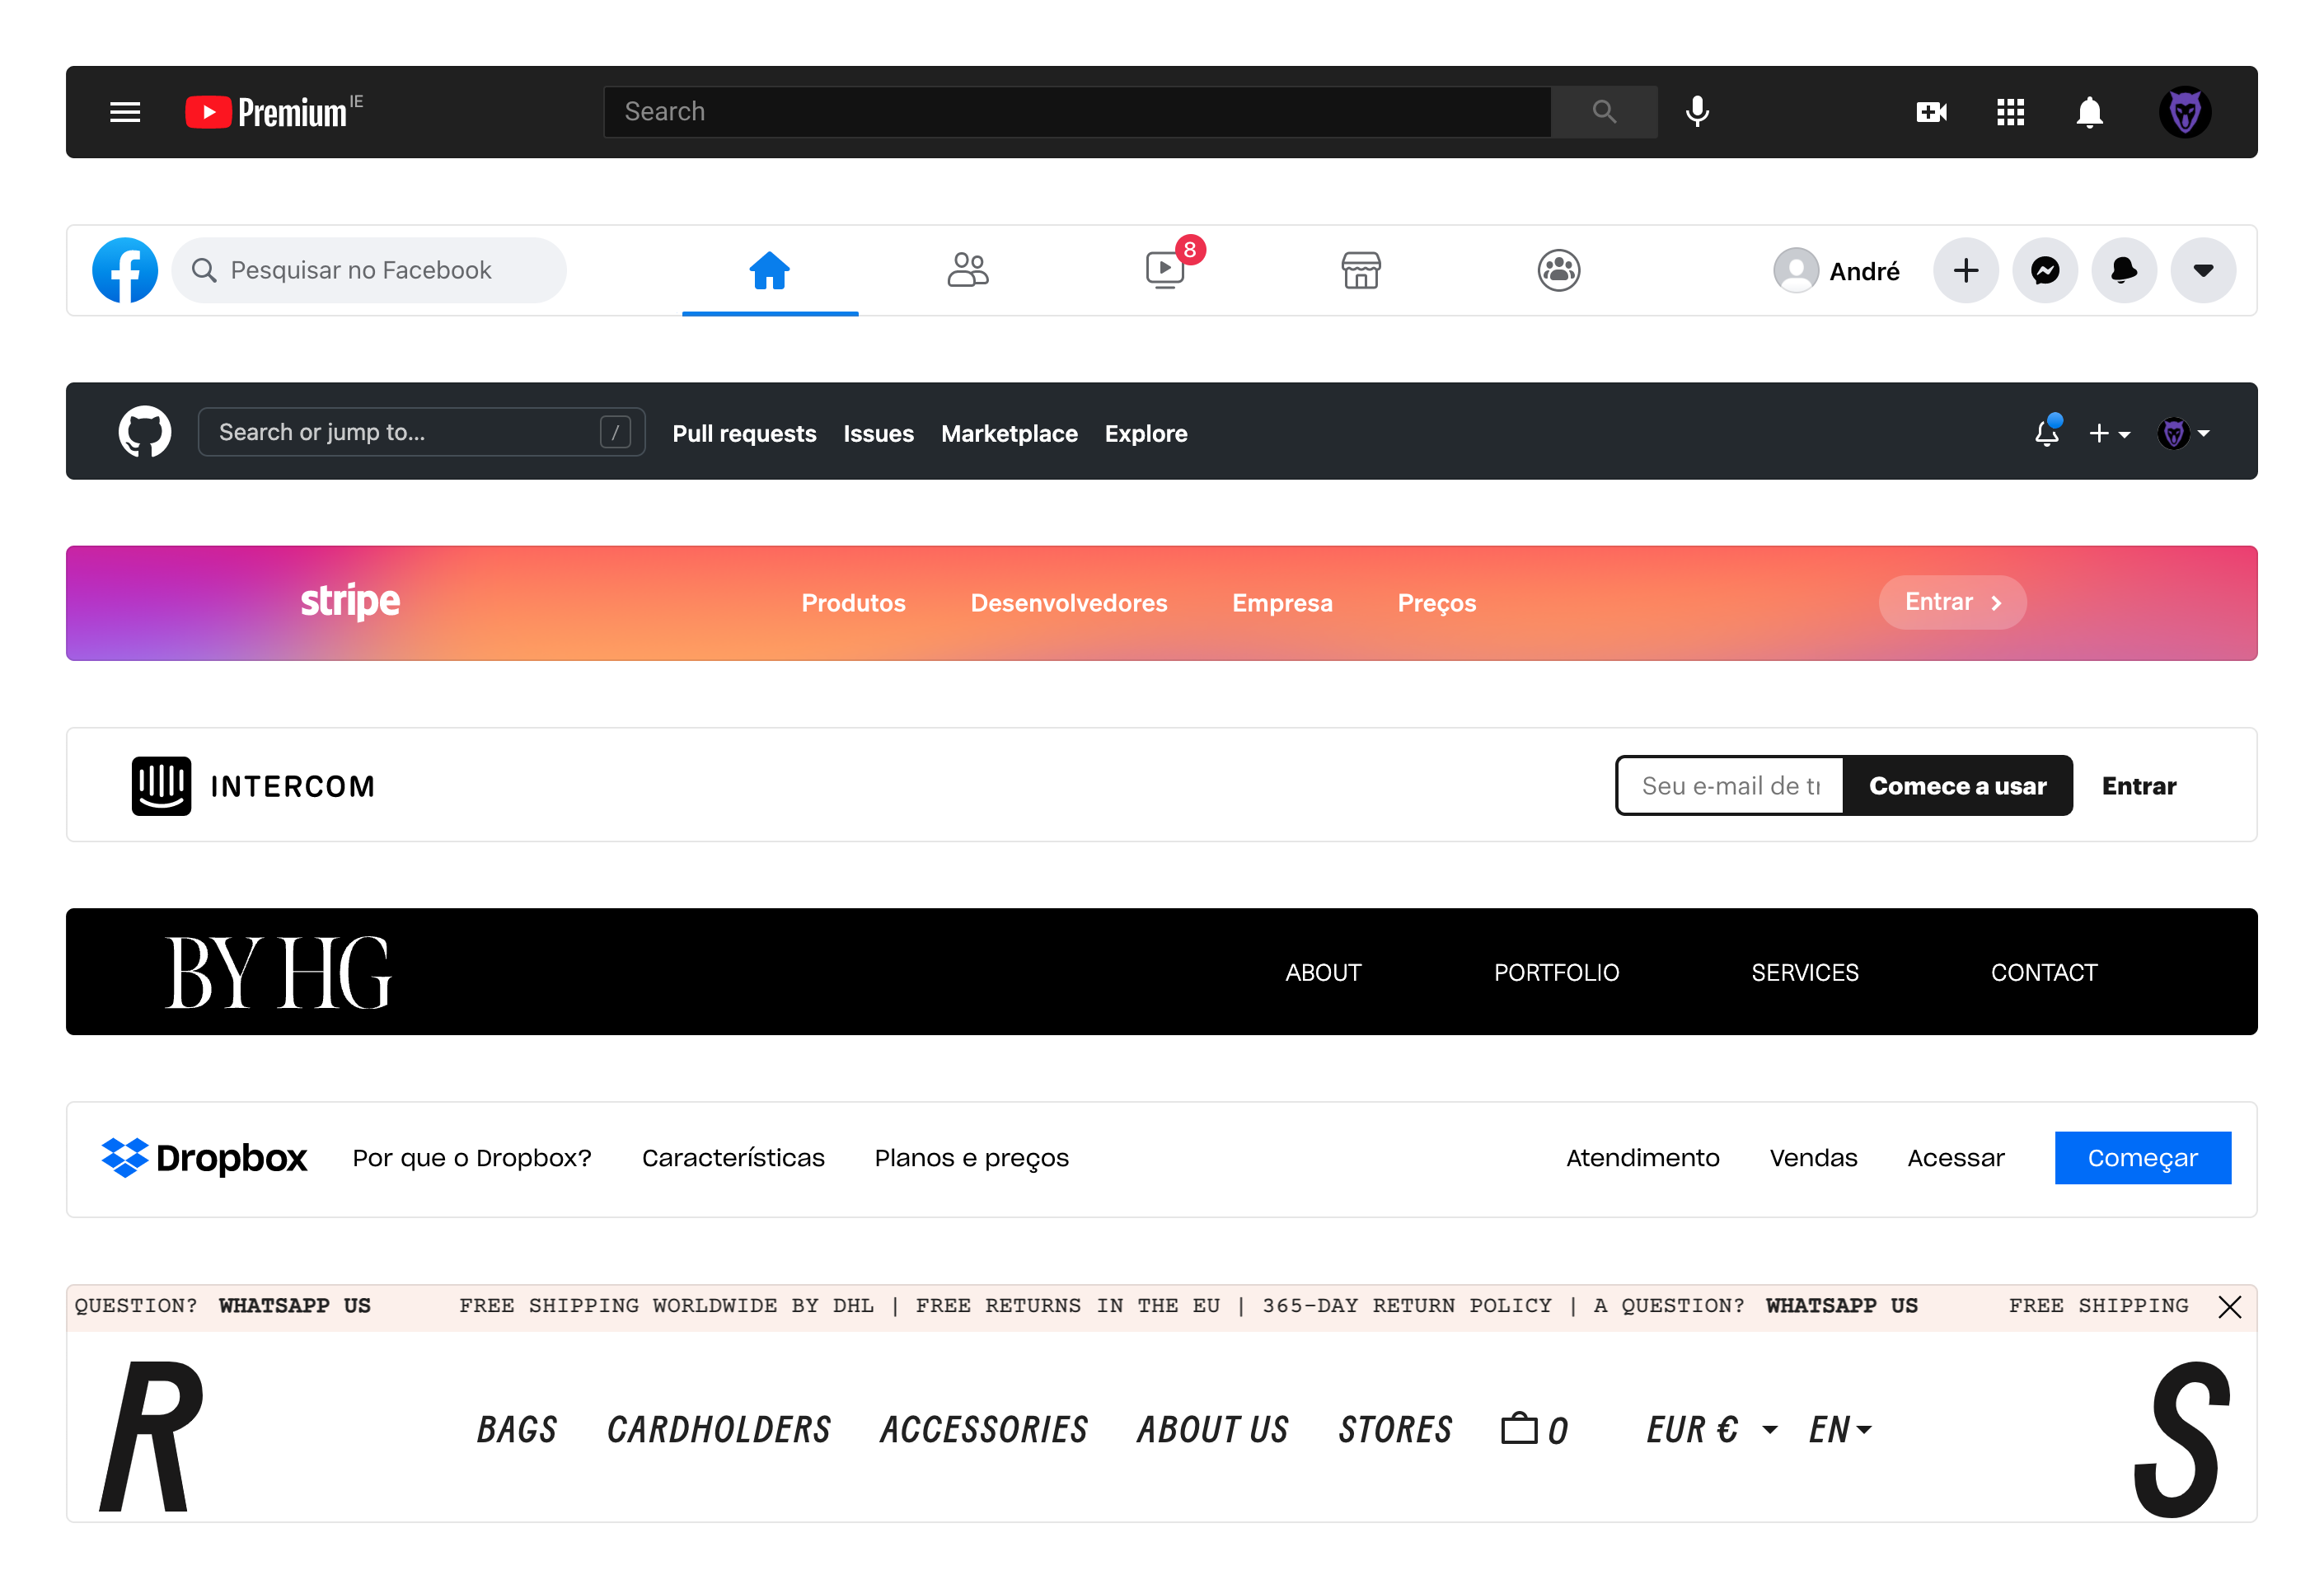 Premium IE Search
Pesquisar no Facebook 8 André
Search or jump to... / Pull requests Issues Marketplace Explore
stripe Produtos Desenvolvedores Empresa Preços Entrar
INTERCOM Seu e-mail de Comece a usar Entrar
BY HG ABOUT PORTFOLIO SERVICES CONTACT
Dropbox Por que o Dropbox? Características Planos e preços Atendimento Vendas Acessar Começar
QUESTION? WHATSAPP US FREE SHIPPING WORLDWIDE BY DHL | FREE RETURNS IN THE EU | 365-DAY RETURN POLICY | A QUESTION? WHATSAPP US FREE SHIPPING
R BAGS CARDHOLDERS ACCESSORIES ABOUT US STORES 0 EUR € EN S